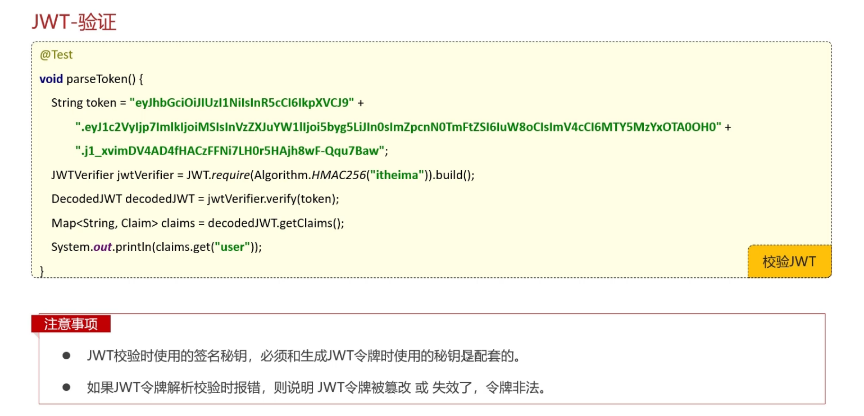 JWT-验证
@Test
void parseToken() {
String token = "eyJhbGciOiJIUzI1NiIsInR5cCI6IkpXVCJ9" +
".eyJ1c2VyIjp7ImlkIjoiMSIsInVzZXJuYW1lIjoi5byg5LiJIn0sImZpcnN0TmFtZSI6IuW8oCIsImV4cCI6MTY5MzYxOTA0OH0" +
".j1_xvimDV4AD4fHACzFFNi7LH0r5HAjh8wF-Qqu7Baw";
JWTVerifier jwtVerifier = JWT.require(Algorithm.HMAC256("itheima")).build();
DecodedJWT decodedJWT = jwtVerifier.verify(token);
Map<String, Claim> claims = decodedJWT.getClaims();
System.out.println(claims.get("user"));
}
校验JWT
注意事项
● JWT校验时使用的签名秘钥，必须和生成JWT令牌时使用的秘钥是配套的。
● 如果JWT令牌解析校验时报错，则说明 JWT令牌被篡改 或 失效了，令牌非法。